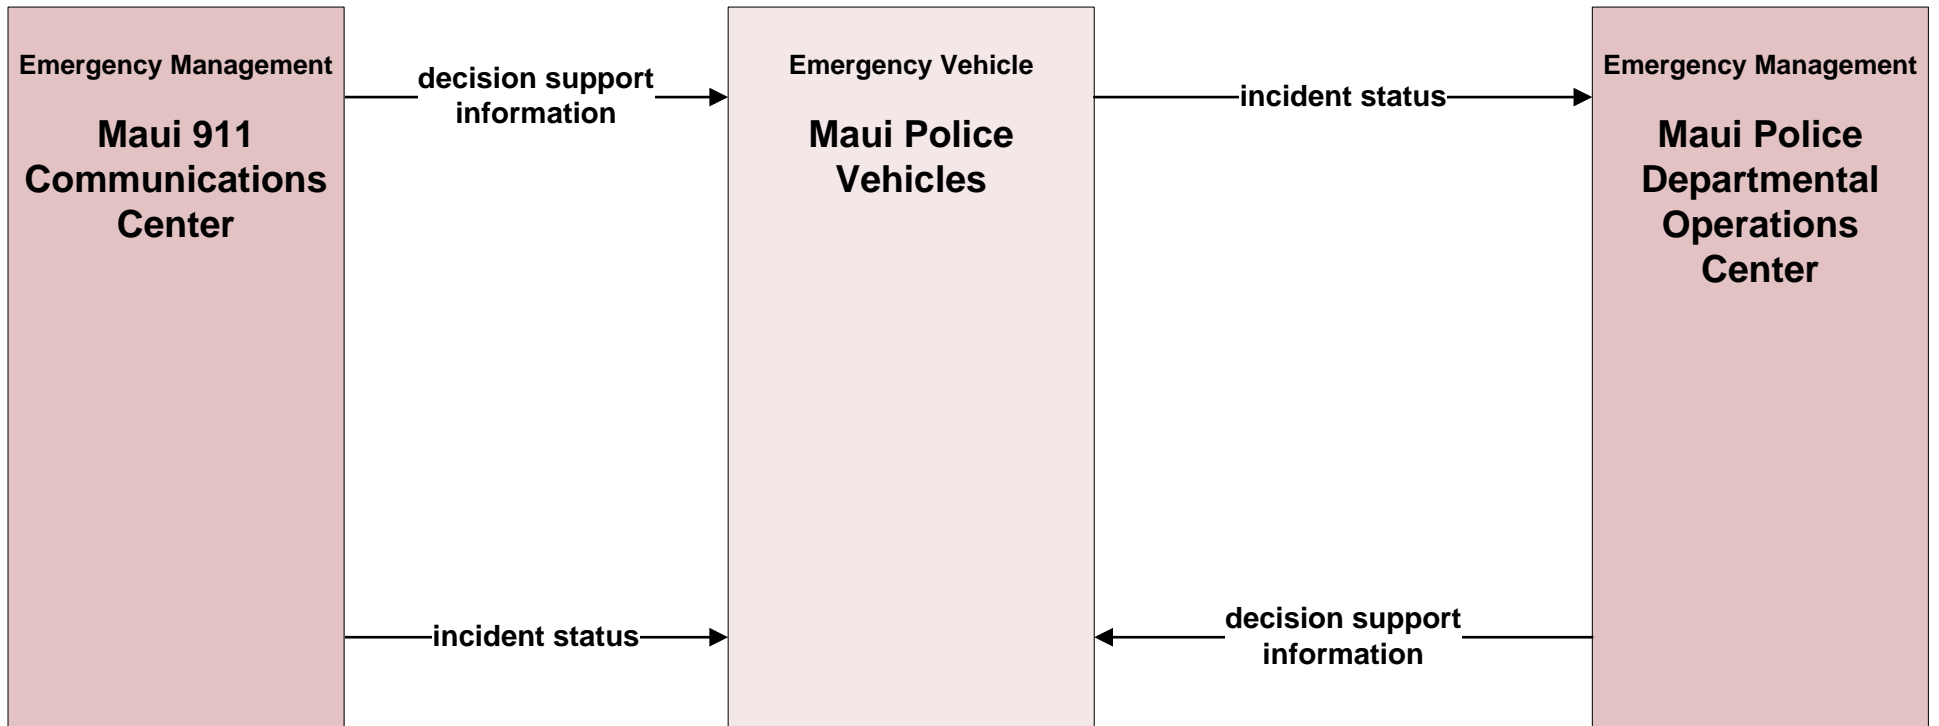 Emergency Management
Maui 911
Communications
Center
decision support
information
Emergency Vehicle
Maui Police
Vehicles
incident status
Emergency Management
Maui Police
Departmental
Operations
Center
incident status
decision support
information